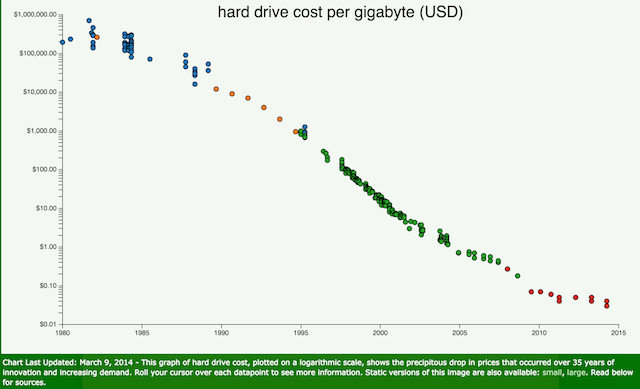 hard drive cost per gigabyte (USD)
$1,000,000.00
$100,000.00
$10,000.00
$1,000.00
$100.00
$10.00
$1.00
$0.10
$0.01
1980 1985 1990 1995 2000 2005 2010 2015
Chart Last Updated: March 9, 2014 - This graph of hard drive cost, plotted on a logarithmic scale, shows the precipitous drop in prices that occurred over 35 years of
innovation and increasing demand. Roll your cursor over each datapoint to see more information. Static versions of this image are also available: small, large. Read below
for sources.